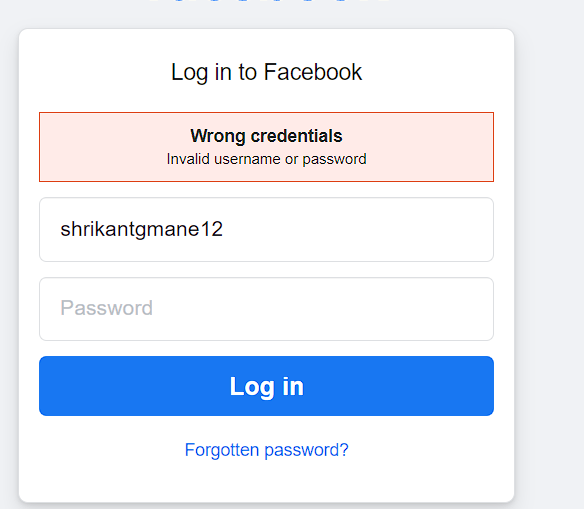 Log in to Facebook
Wrong credentials
Invalid username or password
shrikantgmane12
Password
Log in
Forgotten password?